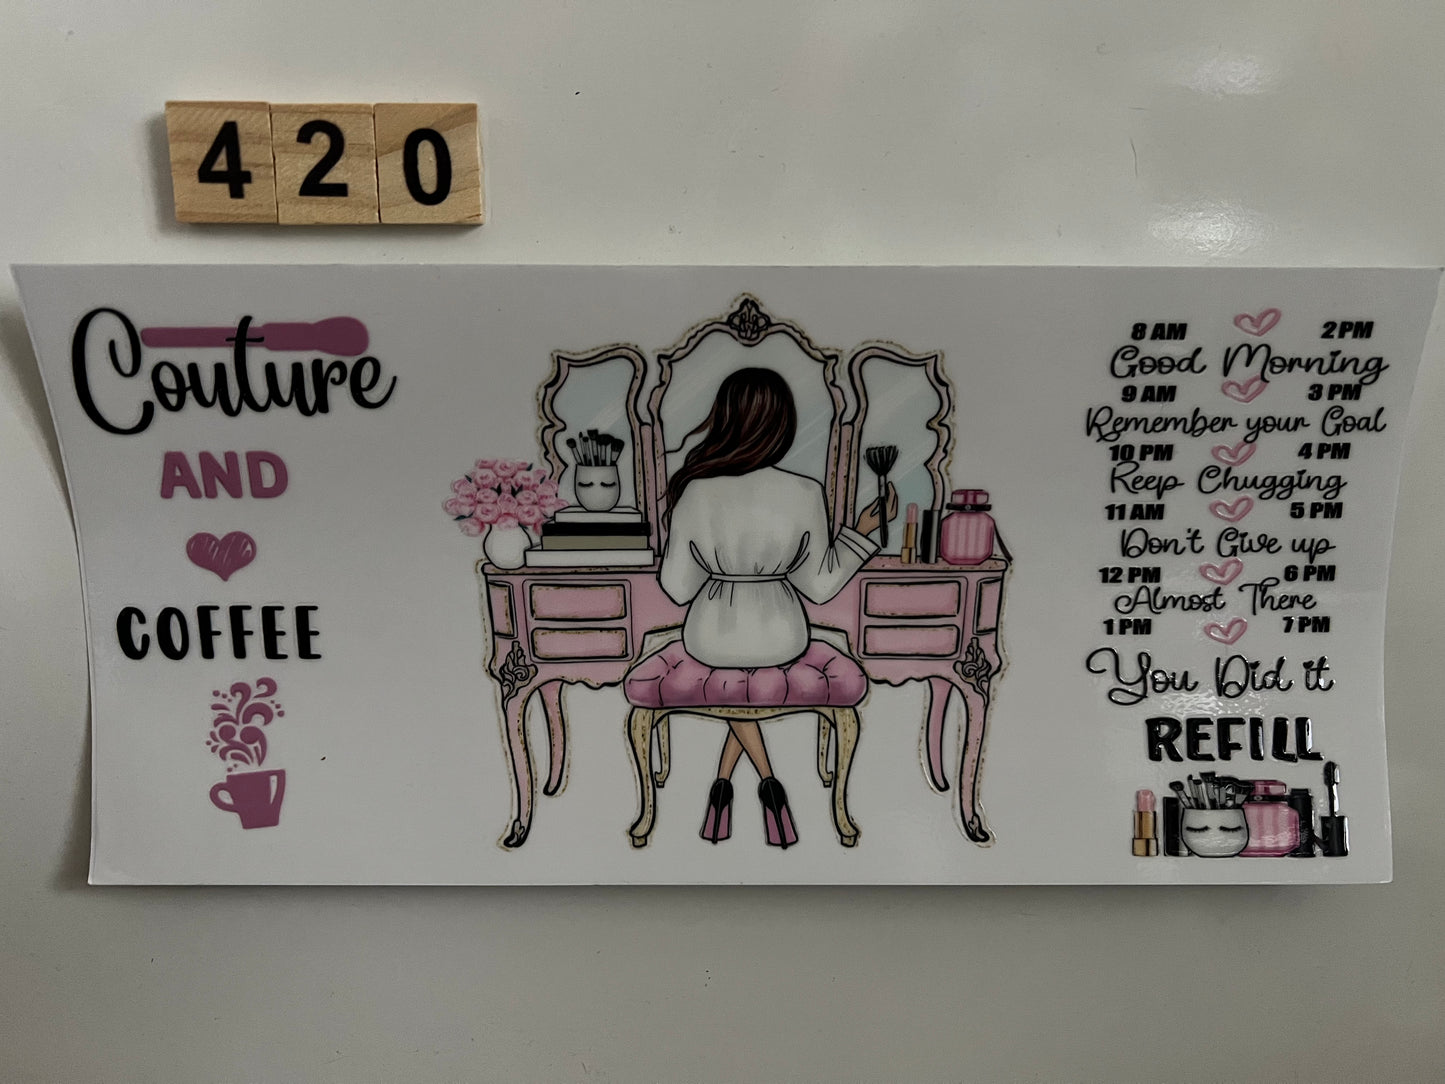 420
Couture
AND
COFFEE
8 AM 2 PM
Good Morning
9 AM 3 PM
Remember your Goal
10 PM 4 PM
Keep Chugging
11 AM 5 PM
Don't Give up
12 PM 6 PM
Almost There
1 PM 7 PM
You Did it
REFILL